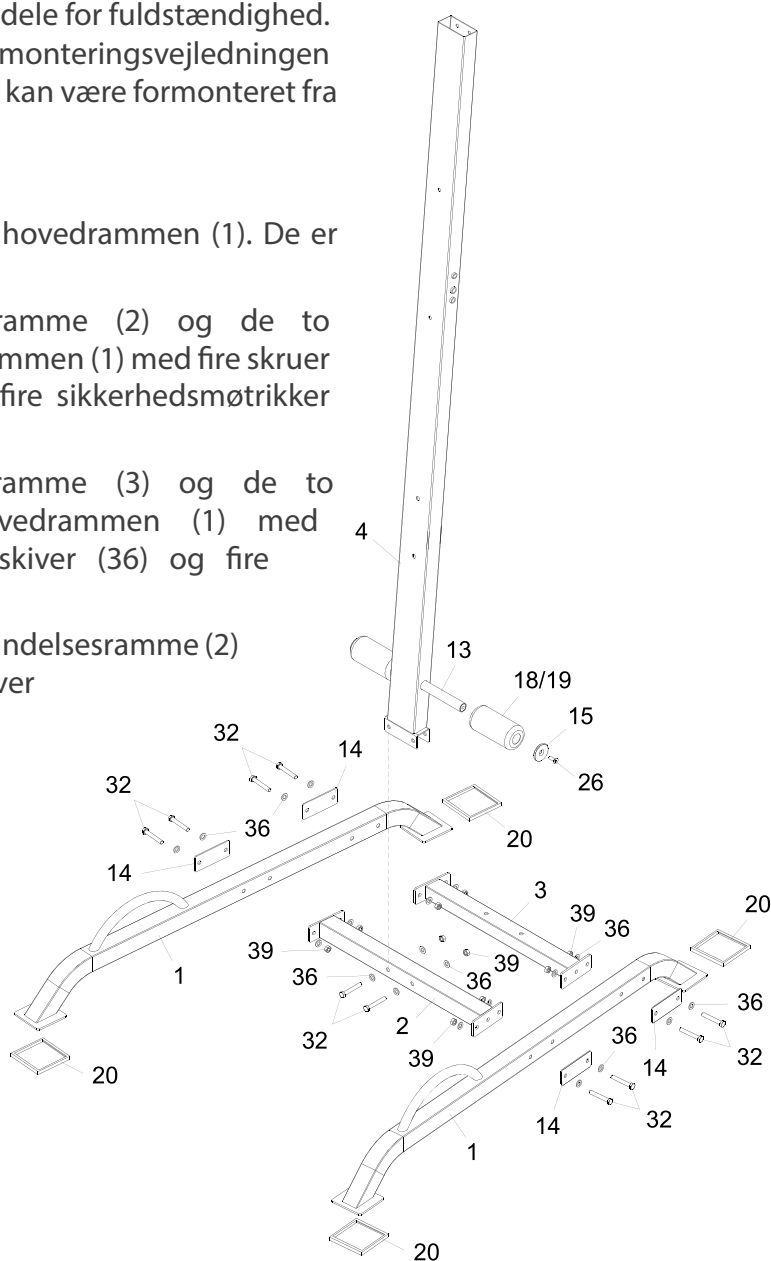 dele for fuldstændighed.
monteringsvejledningen
kan være formonteret fra
hovedrammen (1). De er
ramme (2) og de to
mmen (1) med fire skruer
fire sikkerhedsmøtrikker
ramme (3) og de to
vedrammen (1) med
skiver (36) og fire
ndelsesramme (2)
ver
4
13
18/19
15
26
32
14
32
36
20
14
3
20
39
39
36
1
36
36
39
36
32
2
36
39
14
32
20
14
32
1
20